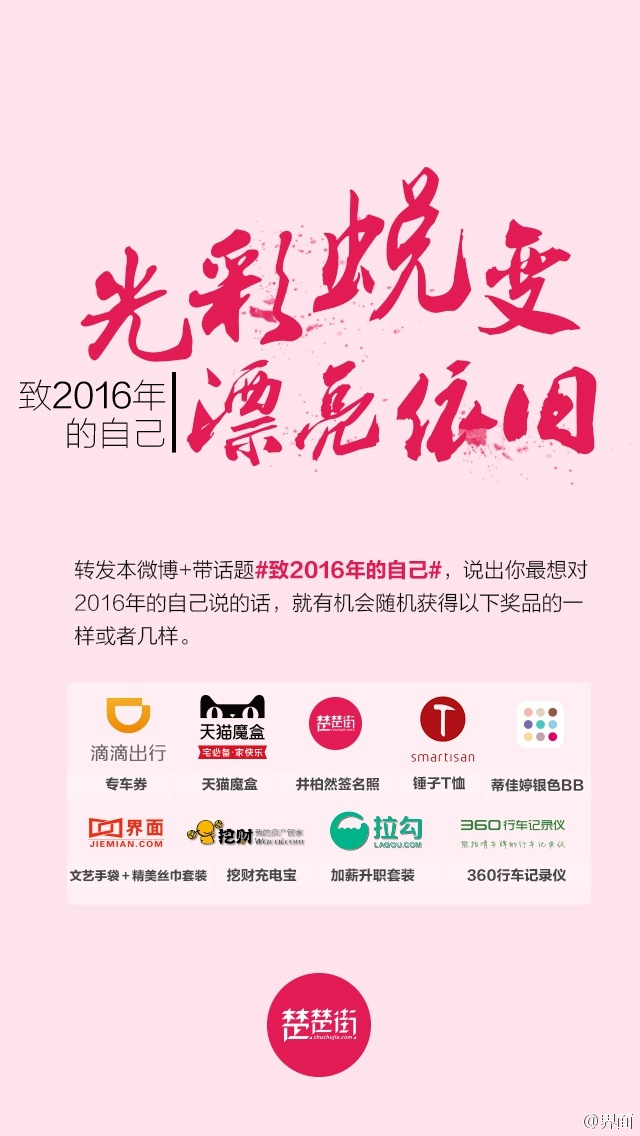 光彩蜕变
致2016年
的自己
漂亮依旧
转发本微博+带话题#致2016年的自己#，说出你最想对
2016年的自己说的话，就有机会随机获得以下奖品的一
样或者几样。
滴滴出行
天猫魔盒
宅必备·家快乐
楚楚街
T
smartisan
专车券
天猫魔盒
井柏然签名照
锤子T恤
蒂佳婷银色BB
界面
JIEMIAN.COM
挖财
我的资产管家
Wacai.com
拉勾
LAGOU.COM
360行车记录仪
文艺手袋+精美丝巾套装
挖财充电宝
加薪升职套装
360行车记录仪
楚楚街
chuchujie.com
@界面